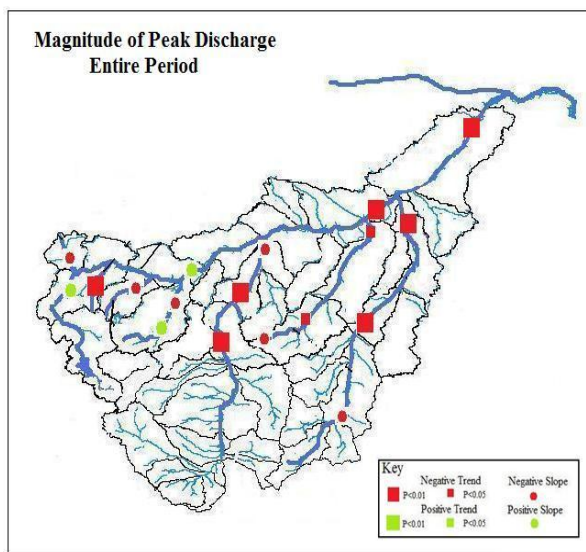 Magnitude of Peak Discharge
Entire Period
Key
Negative Trend Negative Slope
P<0.01 P<0.05
Positive Trend Positive Slope
P<0.01 P<0.05